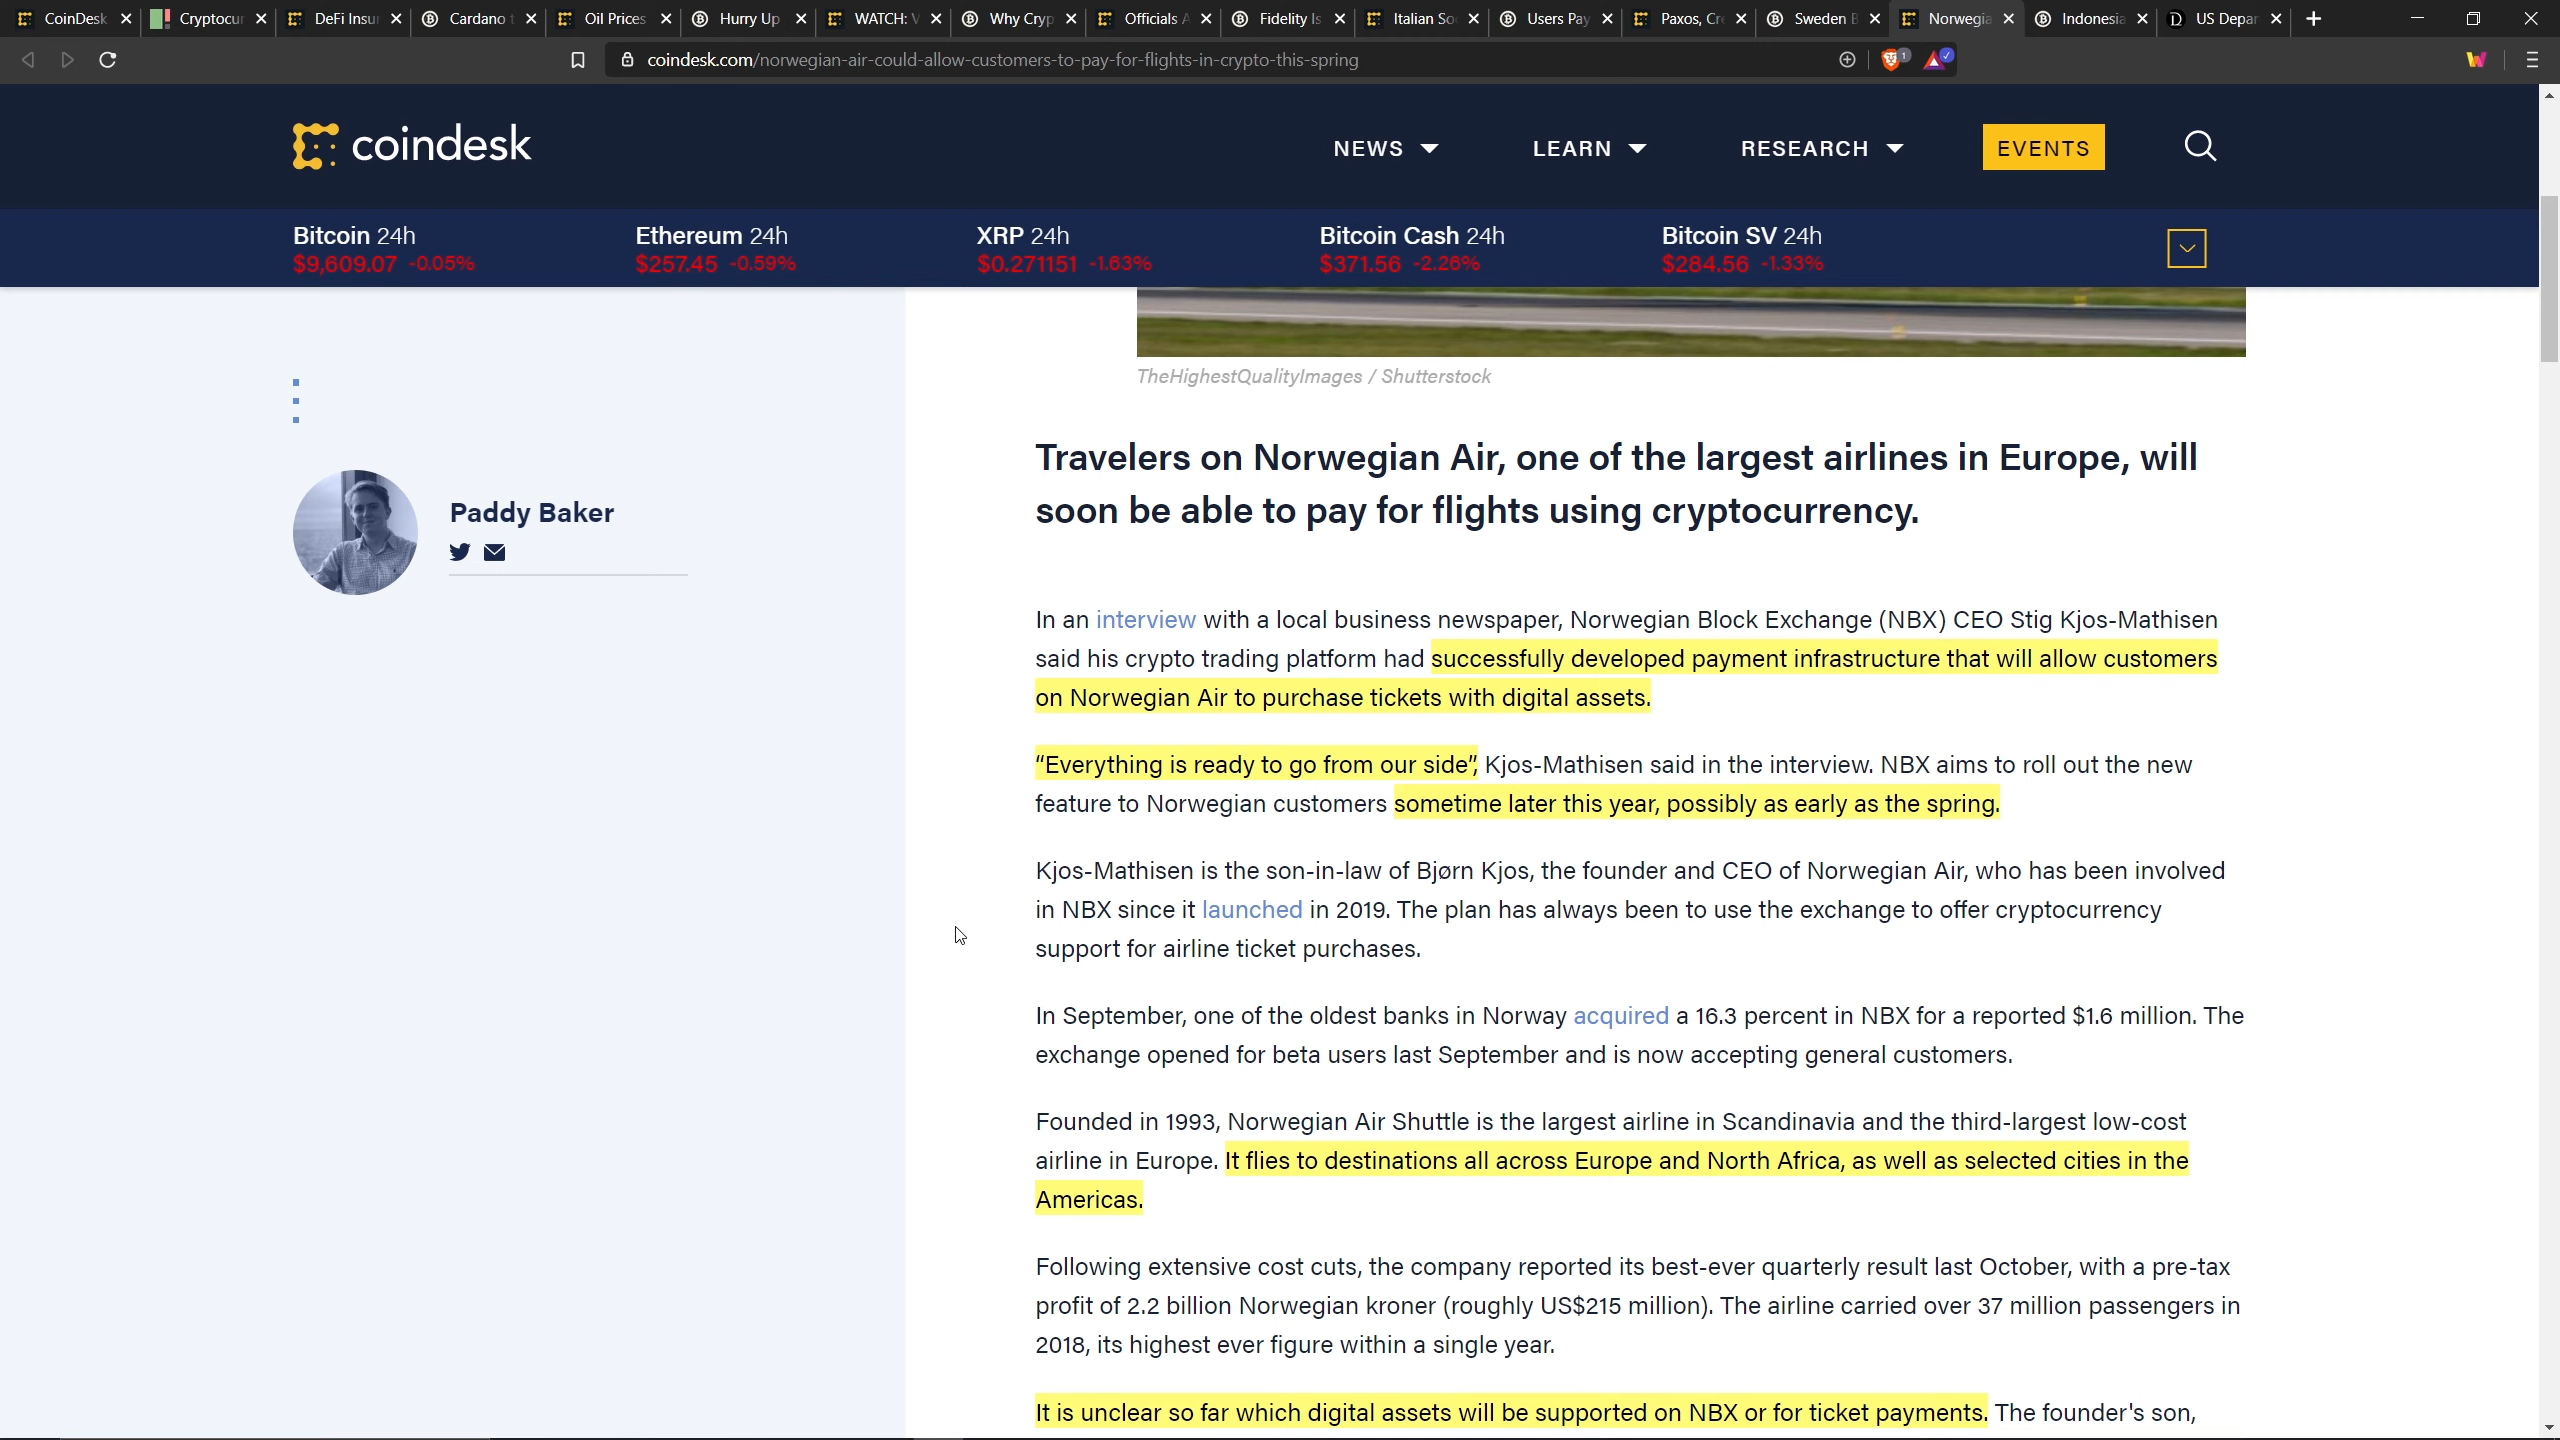 CoinDesk
Cryptocur
DeFi Insu
Cardano t
Oil Prices
Hurry Up
WATCH: V
Why Cryp
Officials A
Fidelity Is
Italian So
Users Pay
Paxos, Cr
Sweden B
Norwegia
Indonesia
US Depar
coindesk.com/norwegian-air-could-allow-customers-to-pay-for-flights-in-crypto-this-spring
1
coindesk
NEWS
LEARN
RESEARCH
EVENTS
Bitcoin 24h
$9,609.07 -0.05%
Ethereum 24h
$257.45 -0.59%
XRP 24h
$0.271151 -1.63%
Bitcoin Cash 24h
$371.56 -2.26%
Bitcoin SV 24h
$284.56 -1.33%
TheHighestQualityImages / Shutterstock
Paddy Baker
Travelers on Norwegian Air, one of the largest airlines in Europe, will
soon be able to pay for flights using cryptocurrency.
In an interview with a local business newspaper, Norwegian Block Exchange (NBX) CEO Stig Kjos-Mathisen
said his crypto trading platform had successfully developed payment infrastructure that will allow customers
on Norwegian Air to purchase tickets with digital assets.
“Everything is ready to go from our side”, Kjos-Mathisen said in the interview. NBX aims to roll out the new
feature to Norwegian customers sometime later this year, possibly as early as the spring.
Kjos-Mathisen is the son-in-law of Bjørn Kjos, the founder and CEO of Norwegian Air, who has been involved
in NBX since it launched in 2019. The plan has always been to use the exchange to offer cryptocurrency
support for airline ticket purchases.
In September, one of the oldest banks in Norway acquired a 16.3 percent in NBX for a reported $1.6 million. The
exchange opened for beta users last September and is now accepting general customers.
Founded in 1993, Norwegian Air Shuttle is the largest airline in Scandinavia and the third-largest low-cost
airline in Europe. It flies to destinations all across Europe and North Africa, as well as selected cities in the
Americas.
Following extensive cost cuts, the company reported its best-ever quarterly result last October, with a pre-tax
profit of 2.2 billion Norwegian kroner (roughly US$215 million). The airline carried over 37 million passengers in
2018, its highest ever figure within a single year.
It is unclear so far which digital assets will be supported on NBX or for ticket payments. The founder's son,